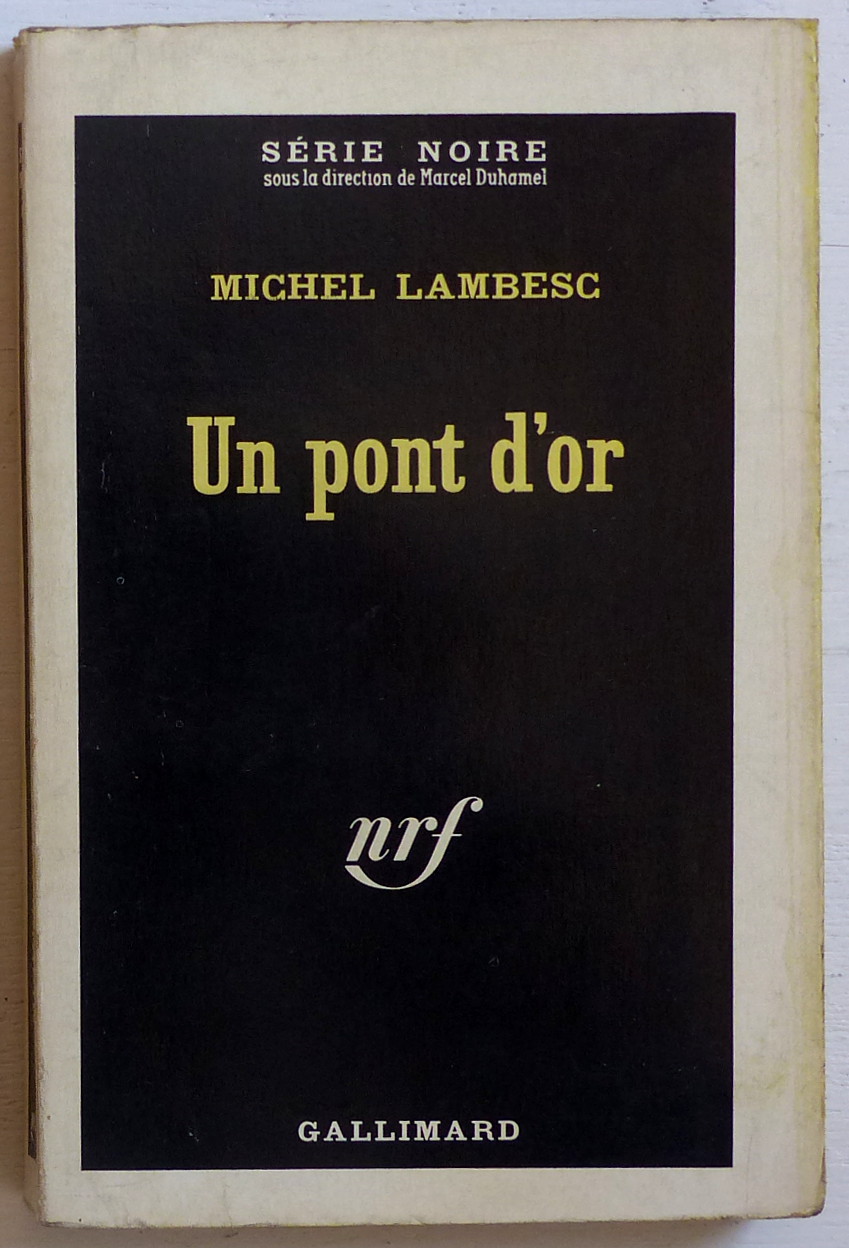 SÉRIE NOIRE
sous la direction de Marcel Duhamel
MICHEL LAMBESC
Un pont d'or
nrf
GALLIMARD